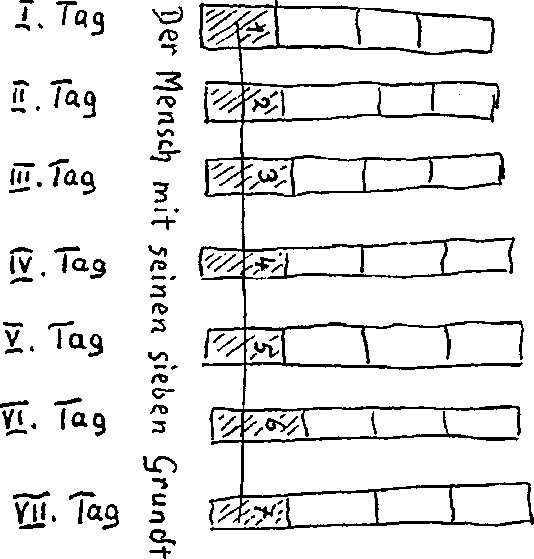 I. Tag
II. Tag
III. Tag
IV. Tag
V. Tag
VI. Tag
VII. Tag
Der Mensch mit seinen sieben Grundt
1
2
3
4
5
6
7